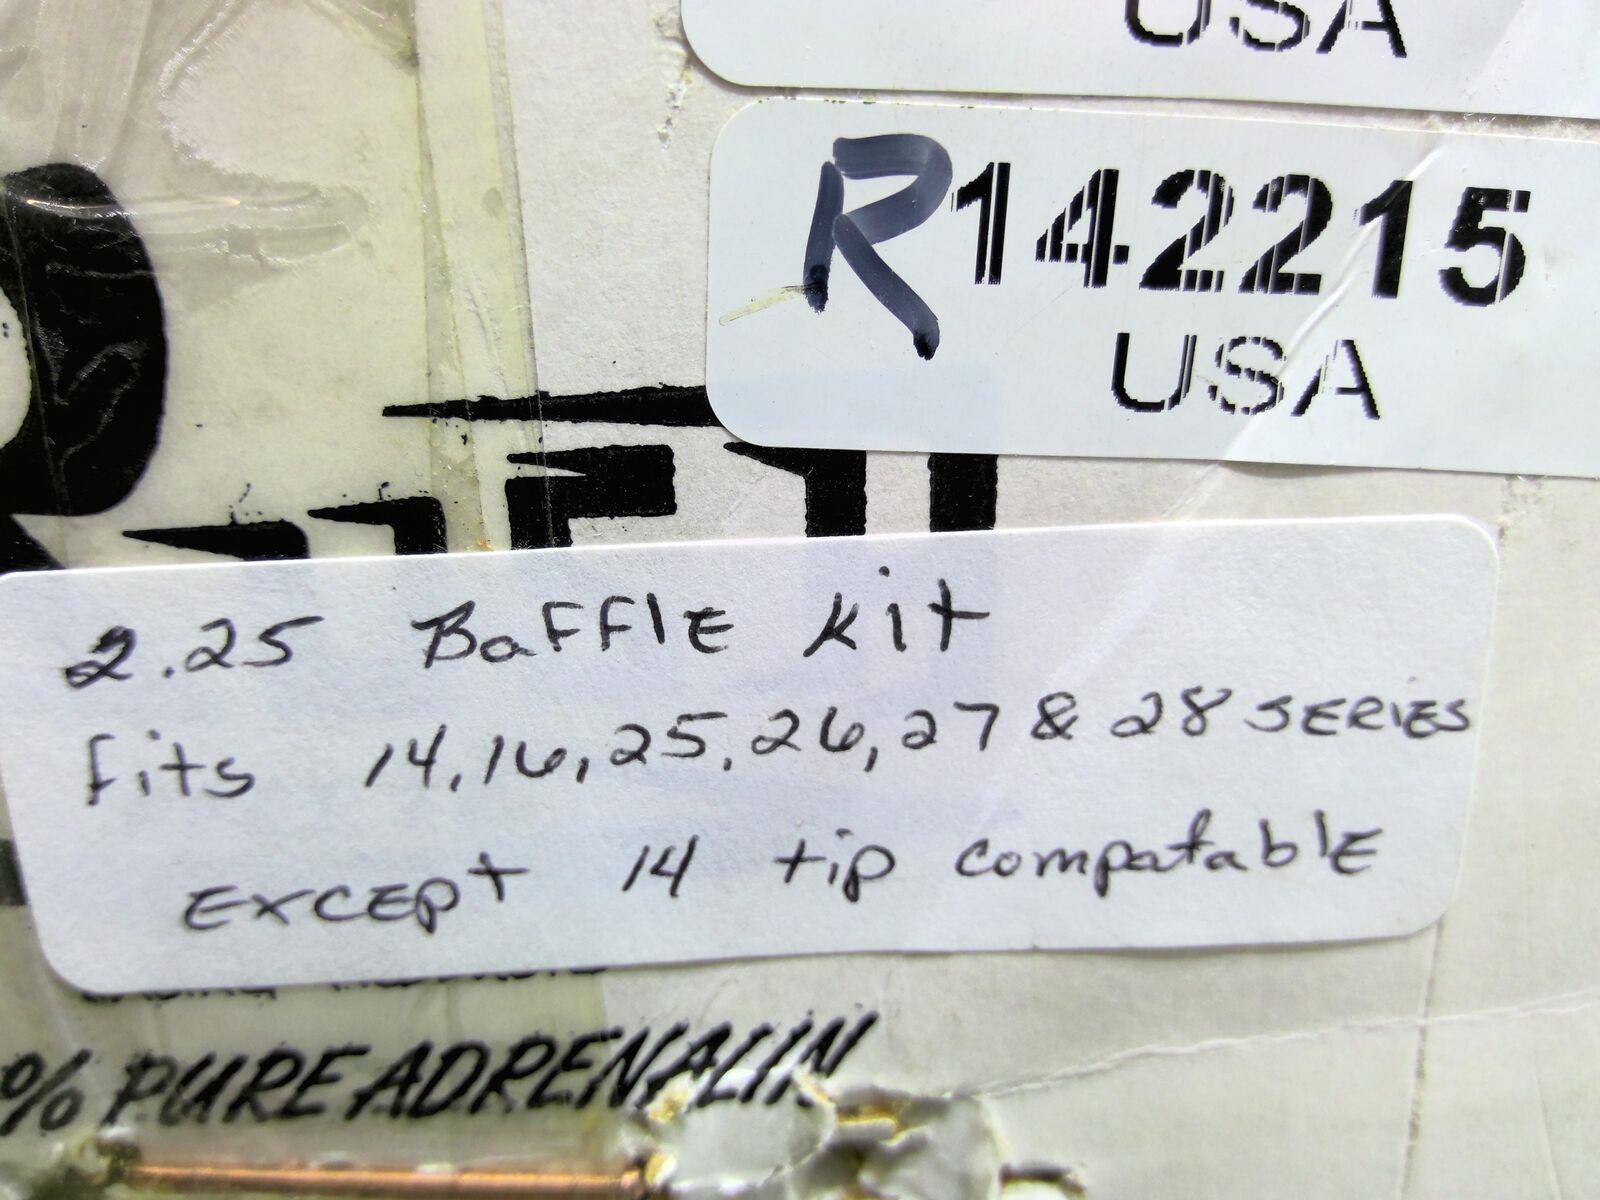 USA
R142215
USA
2.25 Baffle kit
fits 14, 16, 25, 26, 27 & 28 SERIES
EXCEPT 14 tip compatable
% PURE ADRENALIN